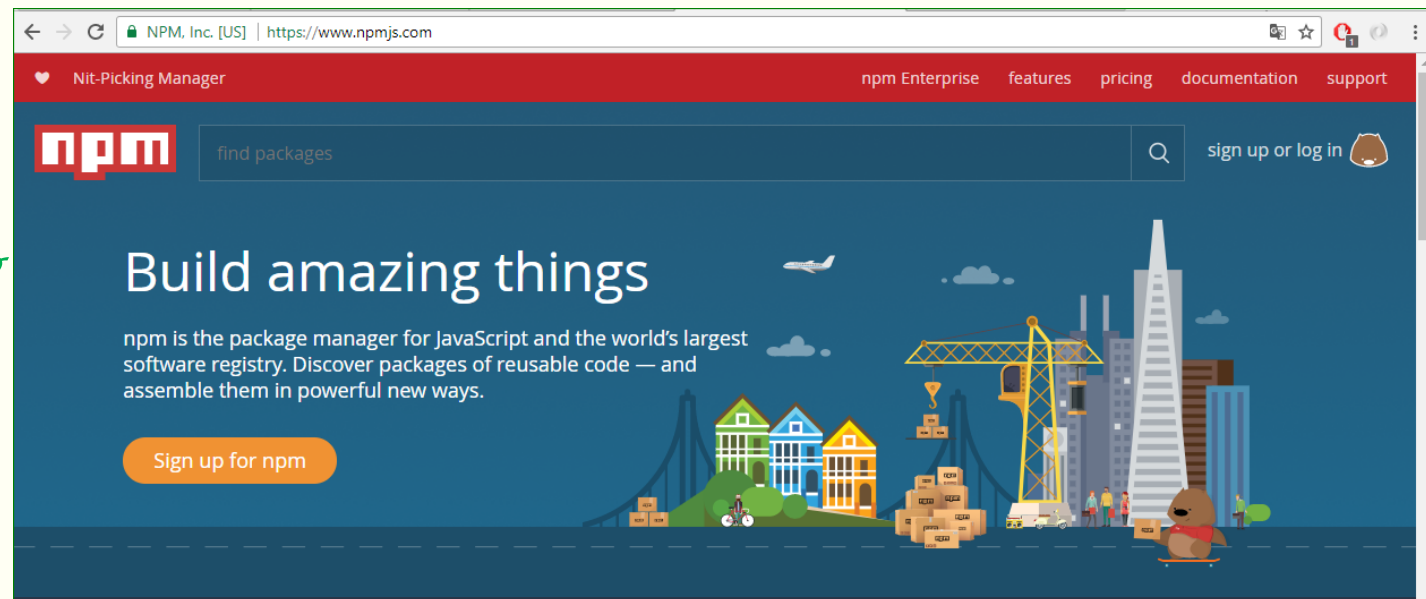 NPM, Inc. [US] | https://www.npmjs.com
1
Nit-Picking Manager
npm Enterprise features pricing documentation support
npm
find packages
sign up or log in
Build amazing things
npm is the package manager for JavaScript and the world's largest
software registry. Discover packages of reusable code — and
assemble them in powerful new ways.
Sign up for npm